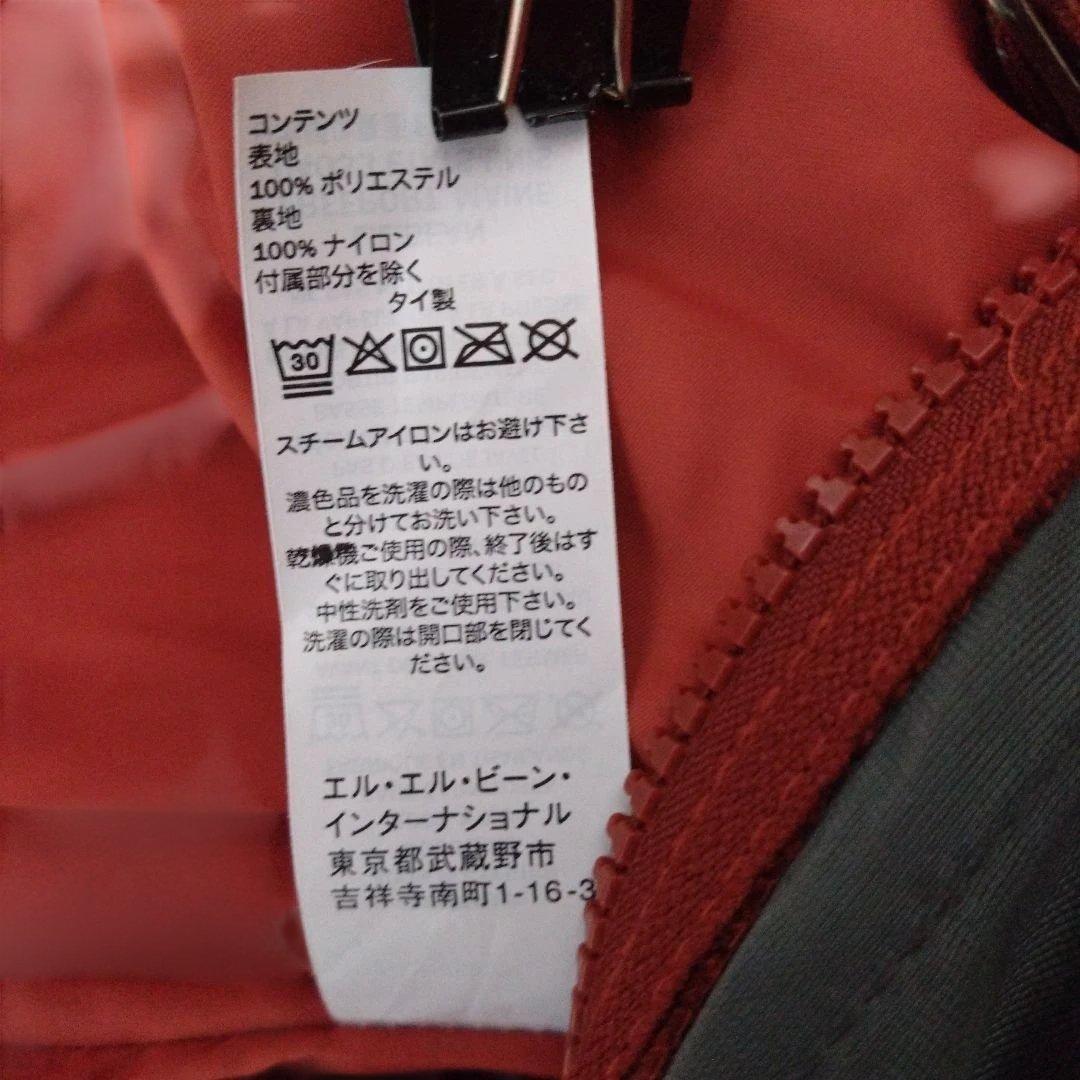 コンテンツ
表地
100% ポリエステル
裏地
100% ナイロン
付属部分を除く
タイ製
30
スチームアイロンはお避け下さ
い。
濃色品を洗濯の際は他のもの
と分けてお洗い下さい。
乾燥機ご使用の際、終了後はす
ぐに取り出してください。
中性洗剤をご使用下さい。
洗濯の際は開口部を閉じてく
ださい。
エル・エル・ビーン・
インターナショナル
東京都武蔵野市
吉祥寺南町1-16-3